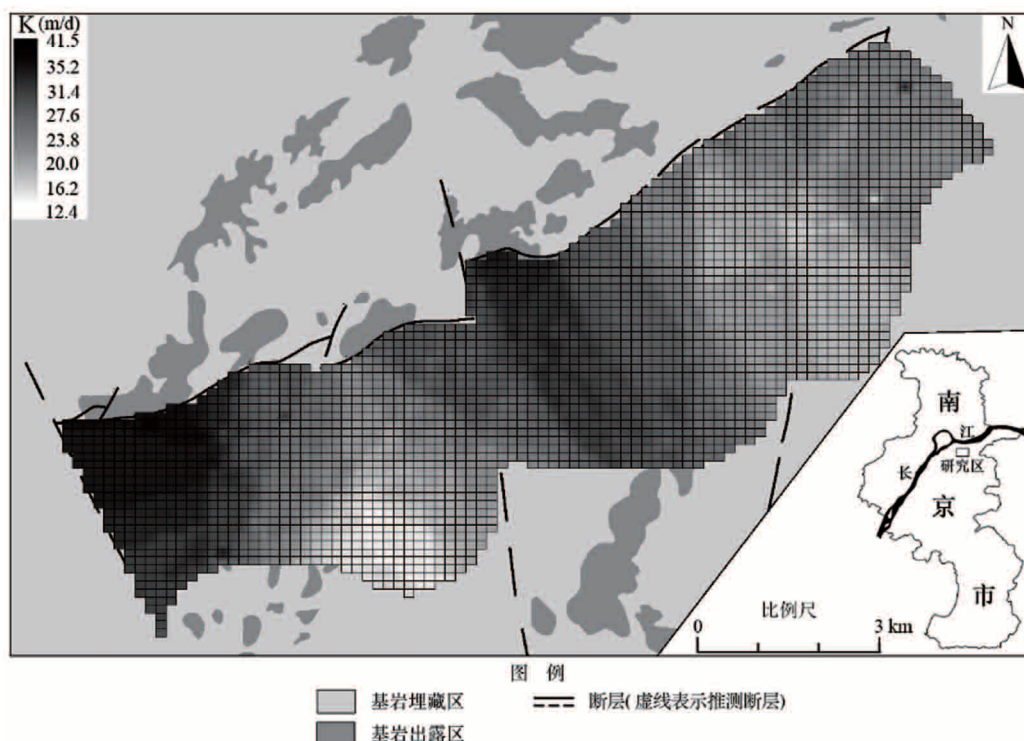 K (m/d)
41.5
35.2
31.4
27.6
23.8
20.0
16.2
12.4
N
南
江
长
研究区
京
市
比例尺
0 3 km
图 例
基岩埋藏区
断层(虚线表示推测断层)
基岩出露区